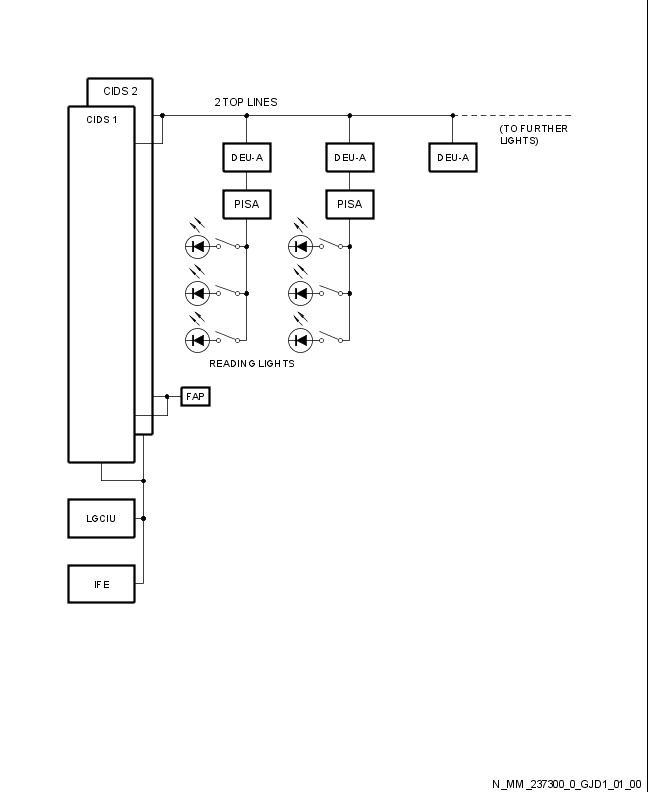 CIDS 2
CIDS 1
2 TOP LINES
(TO FURTHER
LIGHTS)
DEU-A
DEU-A
DEU-A
PISA
PISA
READING LIGHTS
FAP
LGCIU
IFE
N_MM_237300_0_GJD1_01_00